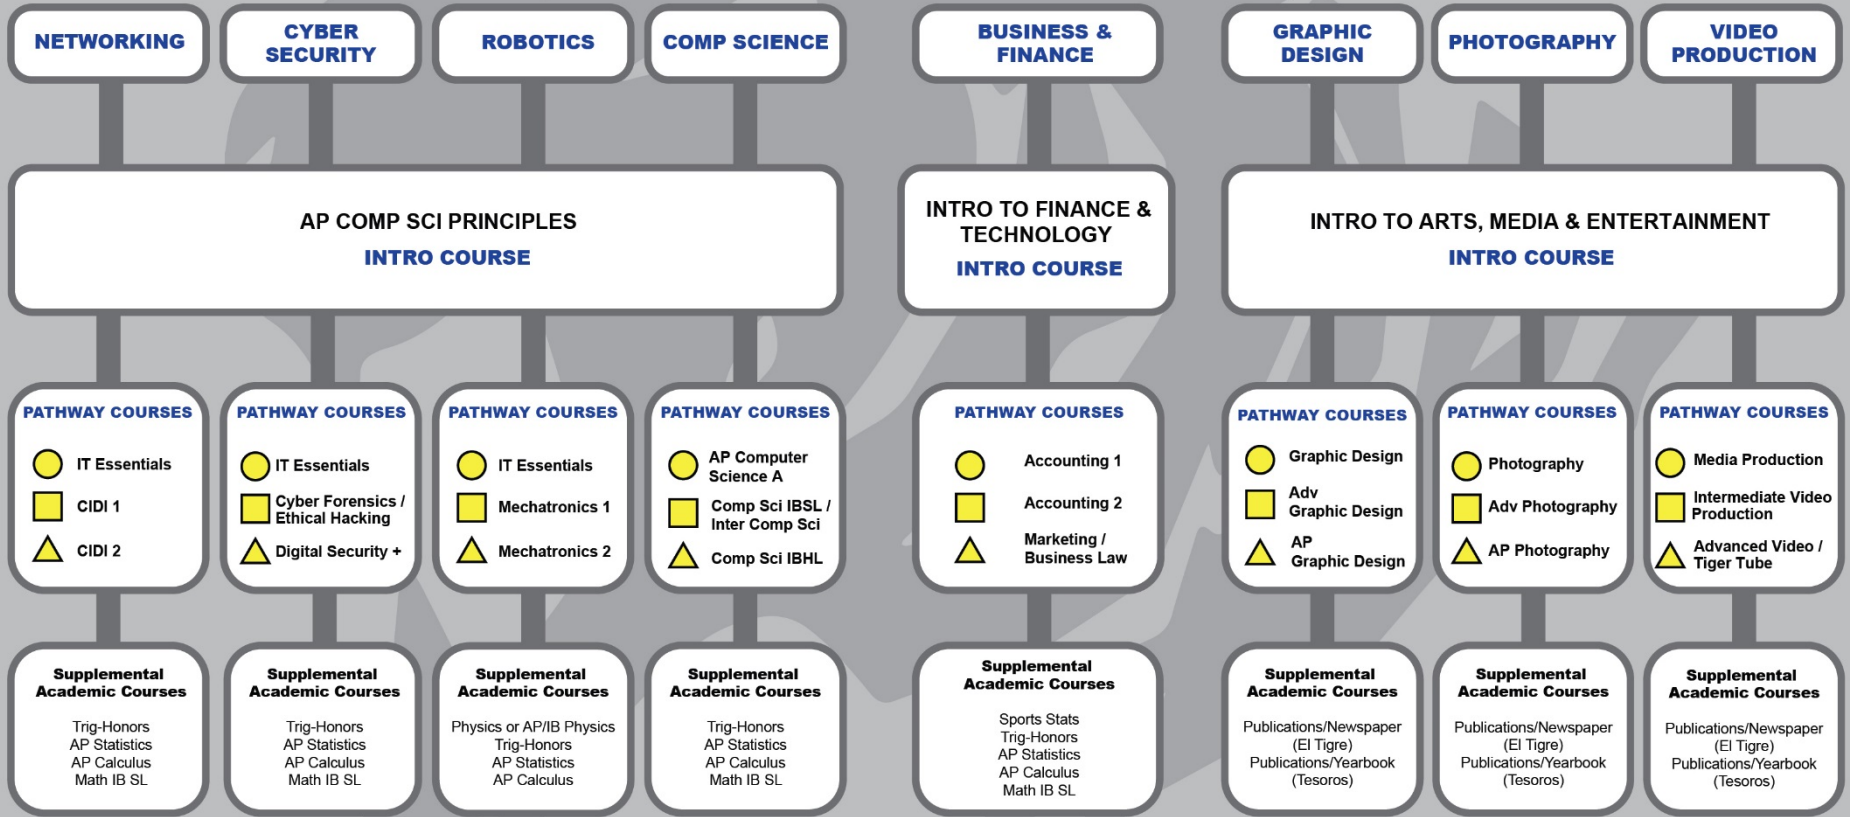 NETWORKING
CYBER
SECURITY
ROBOTICS
COMP SCIENCE
BUSINESS &
FINANCE
GRAPHIC
DESIGN
PHOTOGRAPHY
VIDEO
PRODUCTION
AP COMP SCI PRINCIPLES
INTRO COURSE
INTRO TO FINANCE &
TECHNOLOGY
INTRO COURSE
INTRO TO ARTS, MEDIA & ENTERTAINMENT
INTRO COURSE
PATHWAY COURSES
IT Essentials
CIDI 1
CIDI 2
PATHWAY COURSES
IT Essentials
Cyber Forensics /
Ethical Hacking
Digital Security +
PATHWAY COURSES
IT Essentials
Mechatronics 1
Mechatronics 2
PATHWAY COURSES
AP Computer
Science A
Comp Sci IBSL /
Inter Comp Sci
Comp Sci IBHL
PATHWAY COURSES
Accounting 1
Accounting 2
Marketing /
Business Law
PATHWAY COURSES
Graphic Design
Adv
Graphic Design
AP
Graphic Design
PATHWAY COURSES
Photography
Adv Photography
AP Photography
PATHWAY COURSES
Media Production
Intermediate Video
Production
Advanced Video /
Tiger Tube
Supplemental
Academic Courses
Trig-Honors
AP Statistics
AP Calculus
Math IB SL
Supplemental
Academic Courses
Trig-Honors
AP Statistics
AP Calculus
Math IB SL
Supplemental
Academic Courses
Physics or AP/IB Physics
Trig-Honors
AP Statistics
AP Calculus
Supplemental
Academic Courses
Trig-Honors
AP Statistics
AP Calculus
Math IB SL
Supplemental
Academic Courses
Sports Stats
Trig-Honors
AP Statistics
AP Calculus
Math IB SL
Supplemental
Academic Courses
Publications/Newspaper
(El Tigre)
Publications/Yearbook
(Tesoros)
Supplemental
Academic Courses
Publications/Newspaper
(El Tigre)
Publications/Yearbook
(Tesoros)
Supplemental
Academic Courses
Publications/Newspaper
(El Tigre)
Publications/Yearbook
(Tesoros)